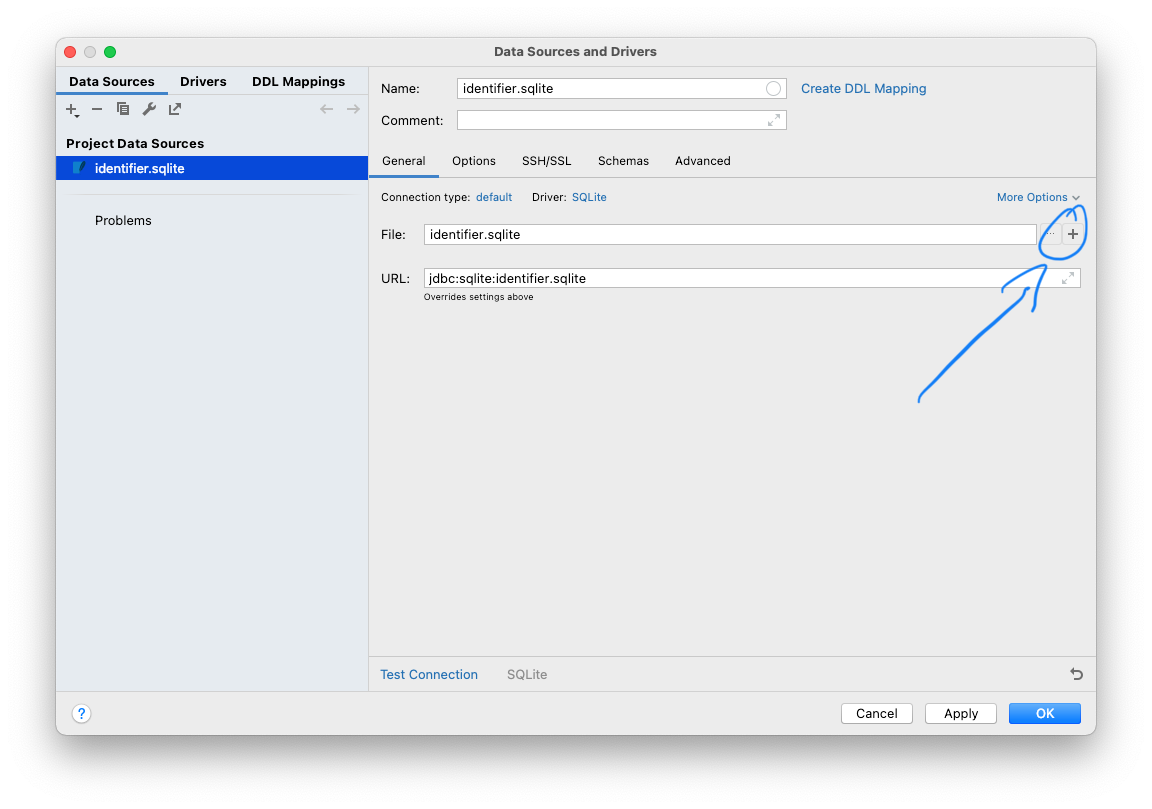 Data Sources and Drivers
Data Sources Drivers DDL Mappings
Project Data Sources
identifier.sqlite
Problems
Name: identifier.sqlite Create DDL Mapping
Comment:
General Options SSH/SSL Schemas Advanced
Connection type: default Driver: SQLite More Options
File: identifier.sqlite ... +
URL: jdbc:sqlite:identifier.sqlite
Overrides settings above
Test Connection SQLite
? Cancel Apply OK